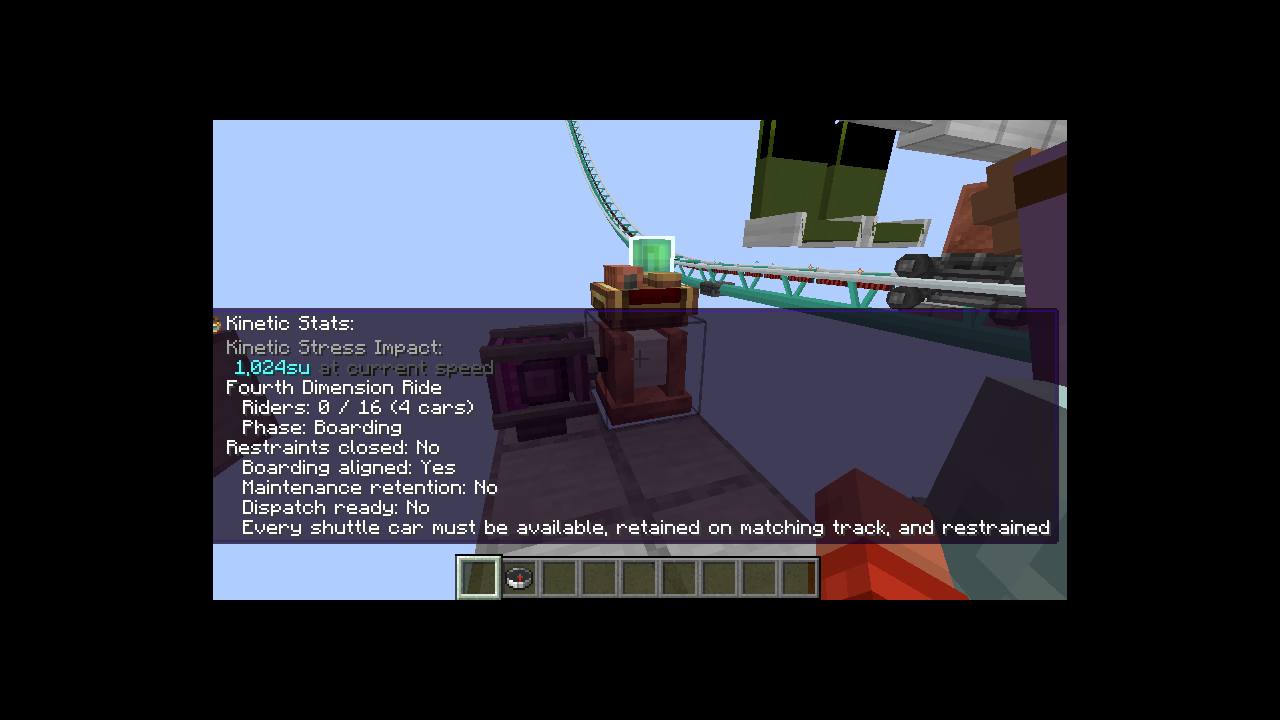 Kinetic Stats:
Kinetic Stress Impact:
1,024su at current speed
Fourth Dimension Ride
Riders: 0 / 16 (4 cars)
Phase: Boarding
Restraints closed: No
Boarding aligned: Yes
Maintenance retention: No
Dispatch ready: No
Every shuttle car must be available, retained on matching track, and restrained